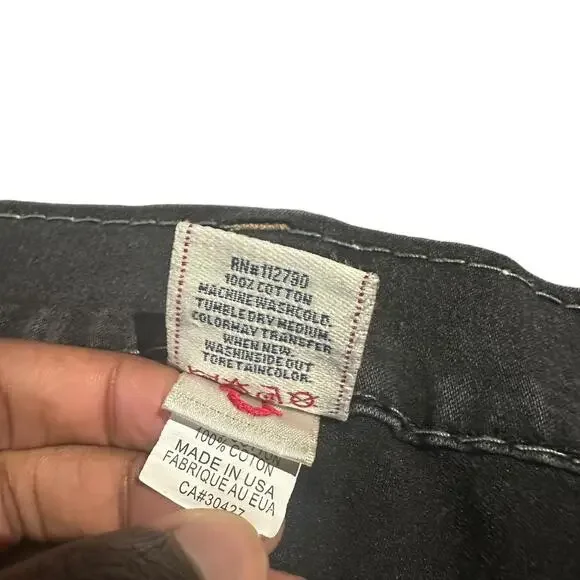 RN#112790
100% COTTON
MACHINE WASH COLD.
TUMBLE DRY MEDIUM.
COLOR MAY TRANSFER
WHEN NEW.
WASH INSIDE OUT
TO RETAIN COLOR.
100% COTTON
MADE IN USA
FABRIQUE AU EUA
CA#30427